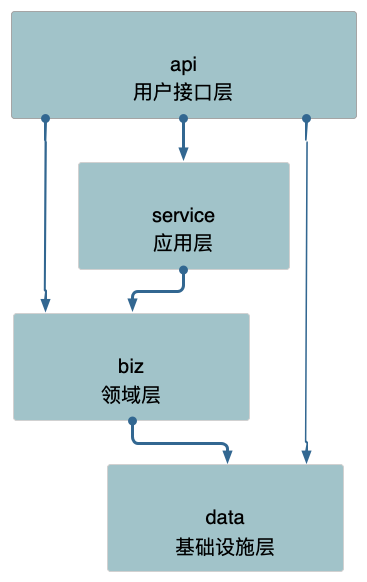 api
用户接口层
service
应用层
biz
领域层
data
基础设施层